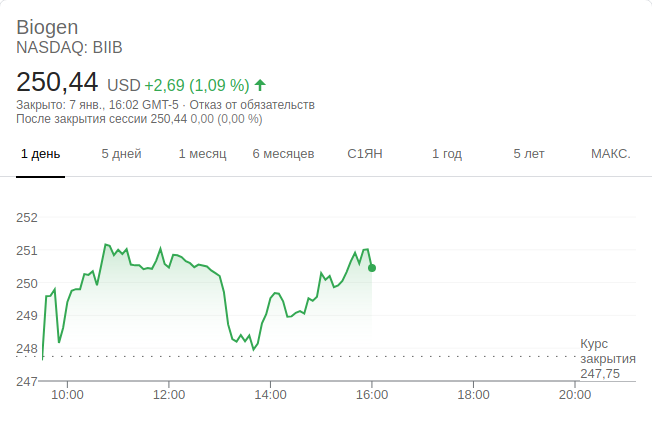 Biogen
NASDAQ: BIIB
250,44 USD +2,69 (1,09 %)
Закрыто: 7 янв., 16:02 GMT-5 · Отказ от обязательств
После закрытия сессии 250,44 0,00 (0,00 %)
1 день 5 дней 1 месяц 6 месяцев С1ЯН 1 год 5 лет МАКС.
252
251
250
249
248
247
Курс
закрытия
247,75
10:00 12:00 14:00 16:00 18:00 20:00